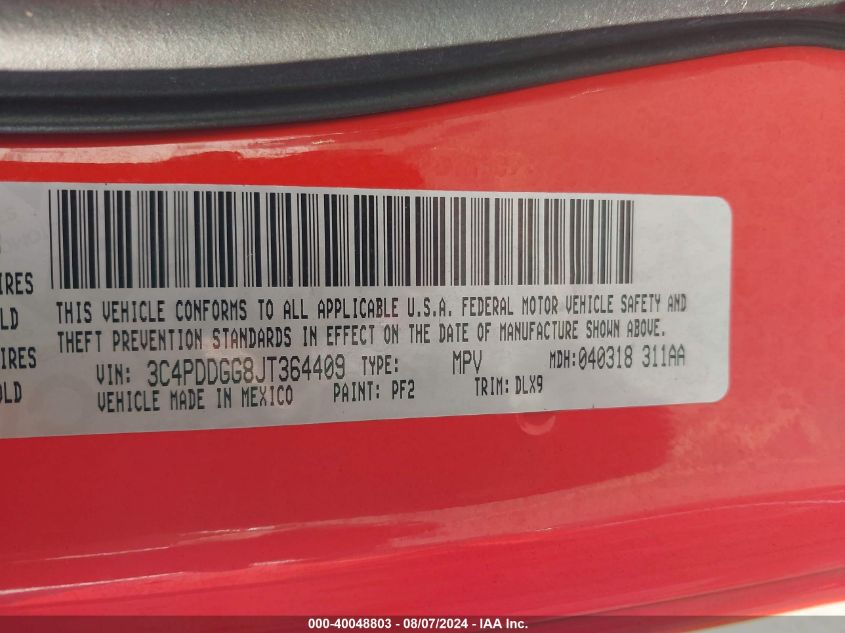 IRES
THIS VEHICLE CONFORMS TO ALL APPLICABLE U.S.A. FEDERAL MOTOR VEHICLE SAFETY AND
LD
THEFT PREVENTION STANDARDS IN EFFECT ON THE DATE OF MANUFACTURE SHOWN ABOVE.
IRES
VIN: 3C4PDDGG8JT364409 TYPE: MPV MDH:040318 311AA
OLD
VEHICLE MADE IN MEXICO PAINT: PF2 TRIM: DLX9
000-40048803 - 08/07/2024 - IAA Inc.